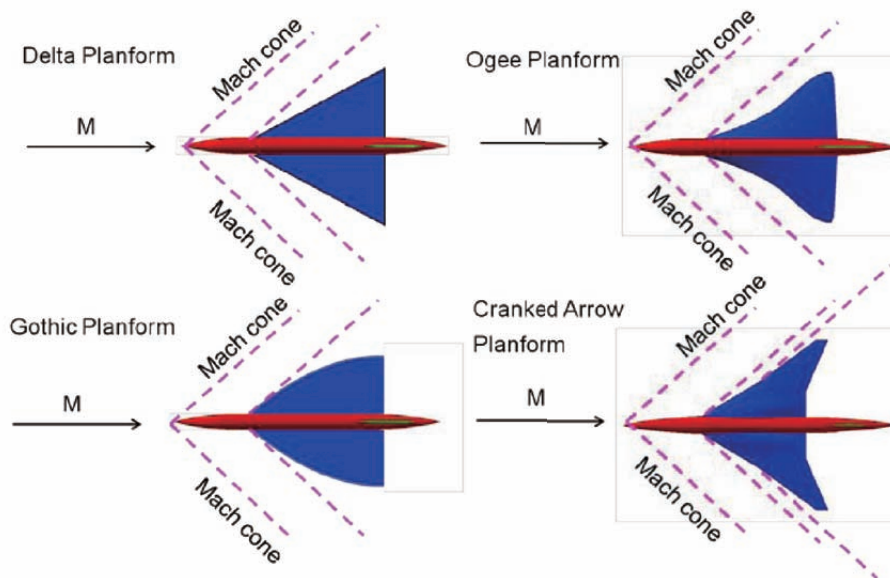 Delta Planform
Mach cone
M
Mach cone
Ogee Planform
Mach cone
M
Mach cone
Gothic Planform
Mach cone
M
Mach cone
Cranked Arrow
Planform
Mach cone
M
Mach cone